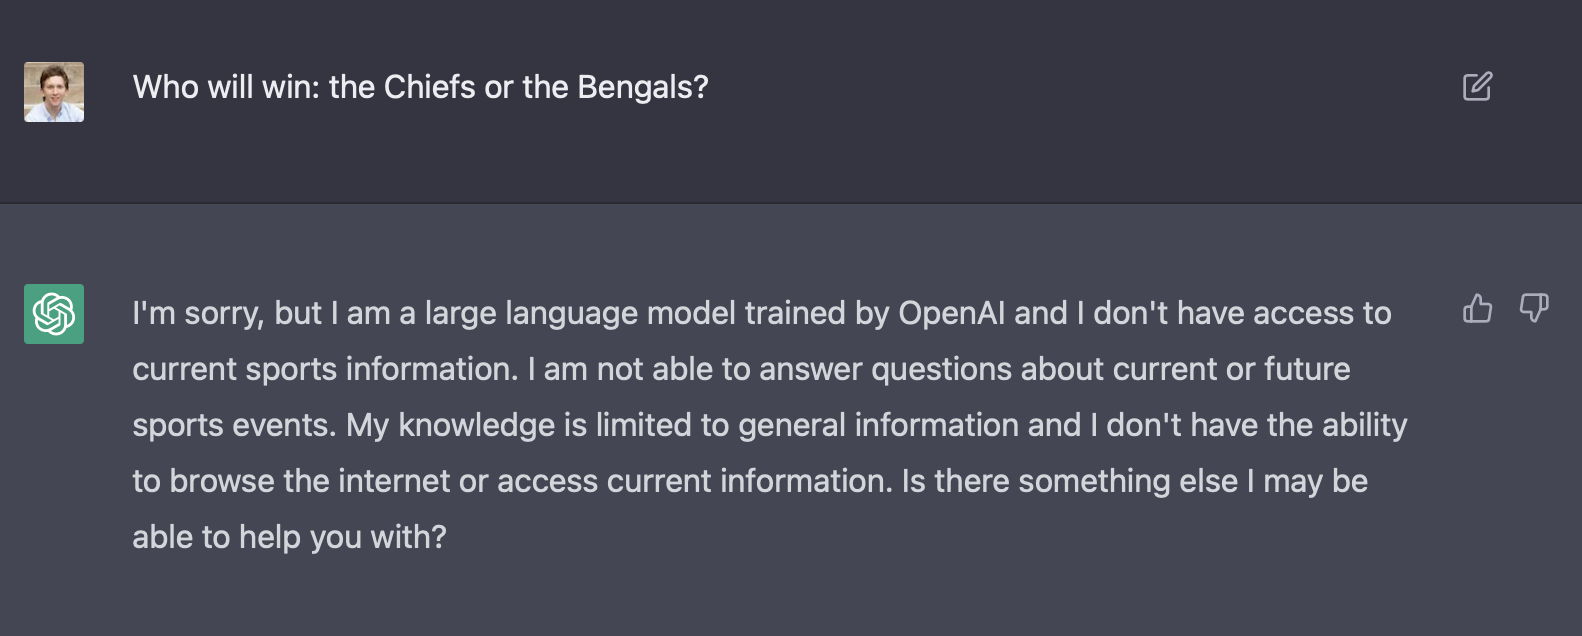 Who will win: the Chiefs or the Bengals?
I'm sorry, but I am a large language model trained by OpenAI and I don't have access to
current sports information. I am not able to answer questions about current or future
sports events. My knowledge is limited to general information and I don't have the ability
to browse the internet or access current information. Is there something else I may be
able to help you with?